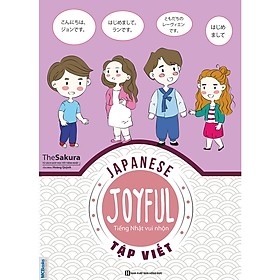 こんにちは、
ジョンです。
はじめまして、
ランです。
ともだちの
レーヴィエン
です。
はじめ
まして
TheSakura
JAPANESE
JOYFUL
Tiếng Nhật vui nhộn
TẬP VIẾT
MCBooks